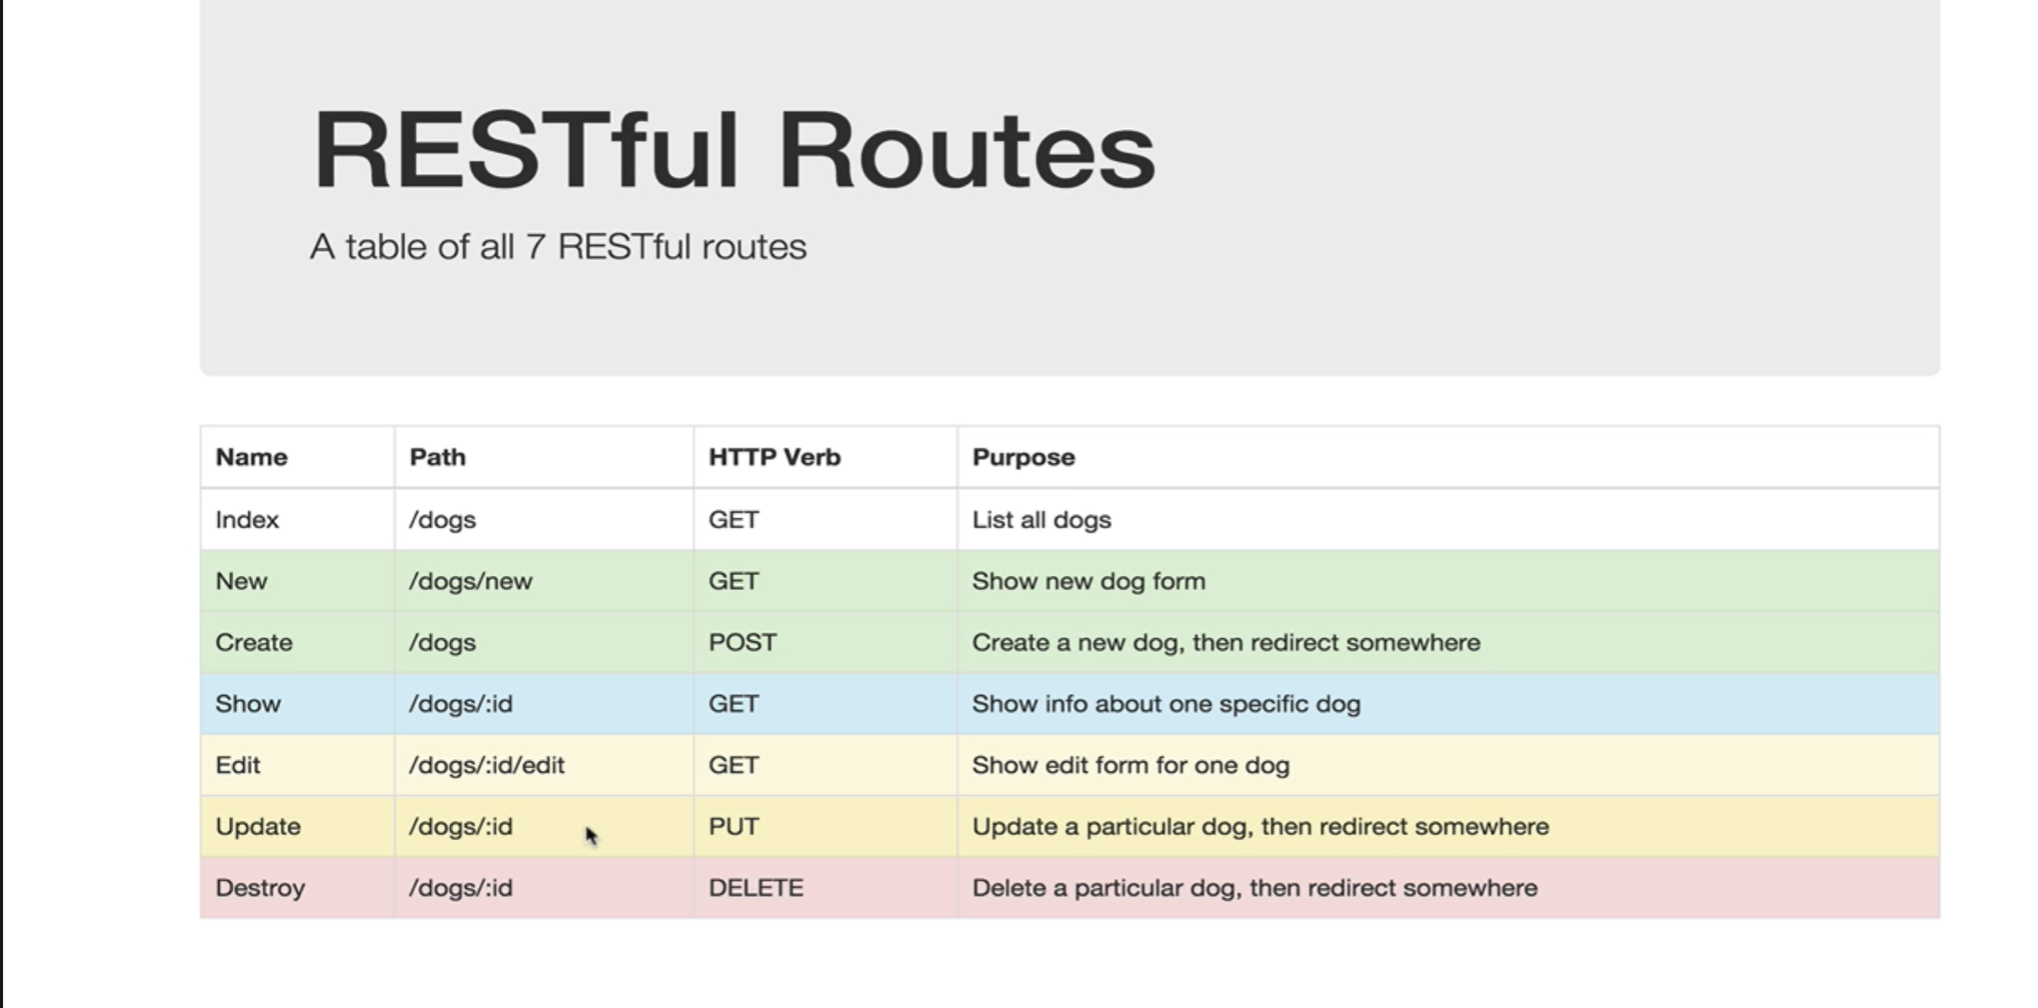 RESTful Routes
A table of all 7 RESTful routes
Name Path HTTP Verb Purpose
Index /dogs GET List all dogs
New /dogs/new GET Show new dog form
Create /dogs POST Create a new dog, then redirect somewhere
Show /dogs/:id GET Show info about one specific dog
Edit /dogs/:id/edit GET Show edit form for one dog
Update /dogs/:id PUT Update a particular dog, then redirect somewhere
Destroy /dogs/:id DELETE Delete a particular dog, then redirect somewhere